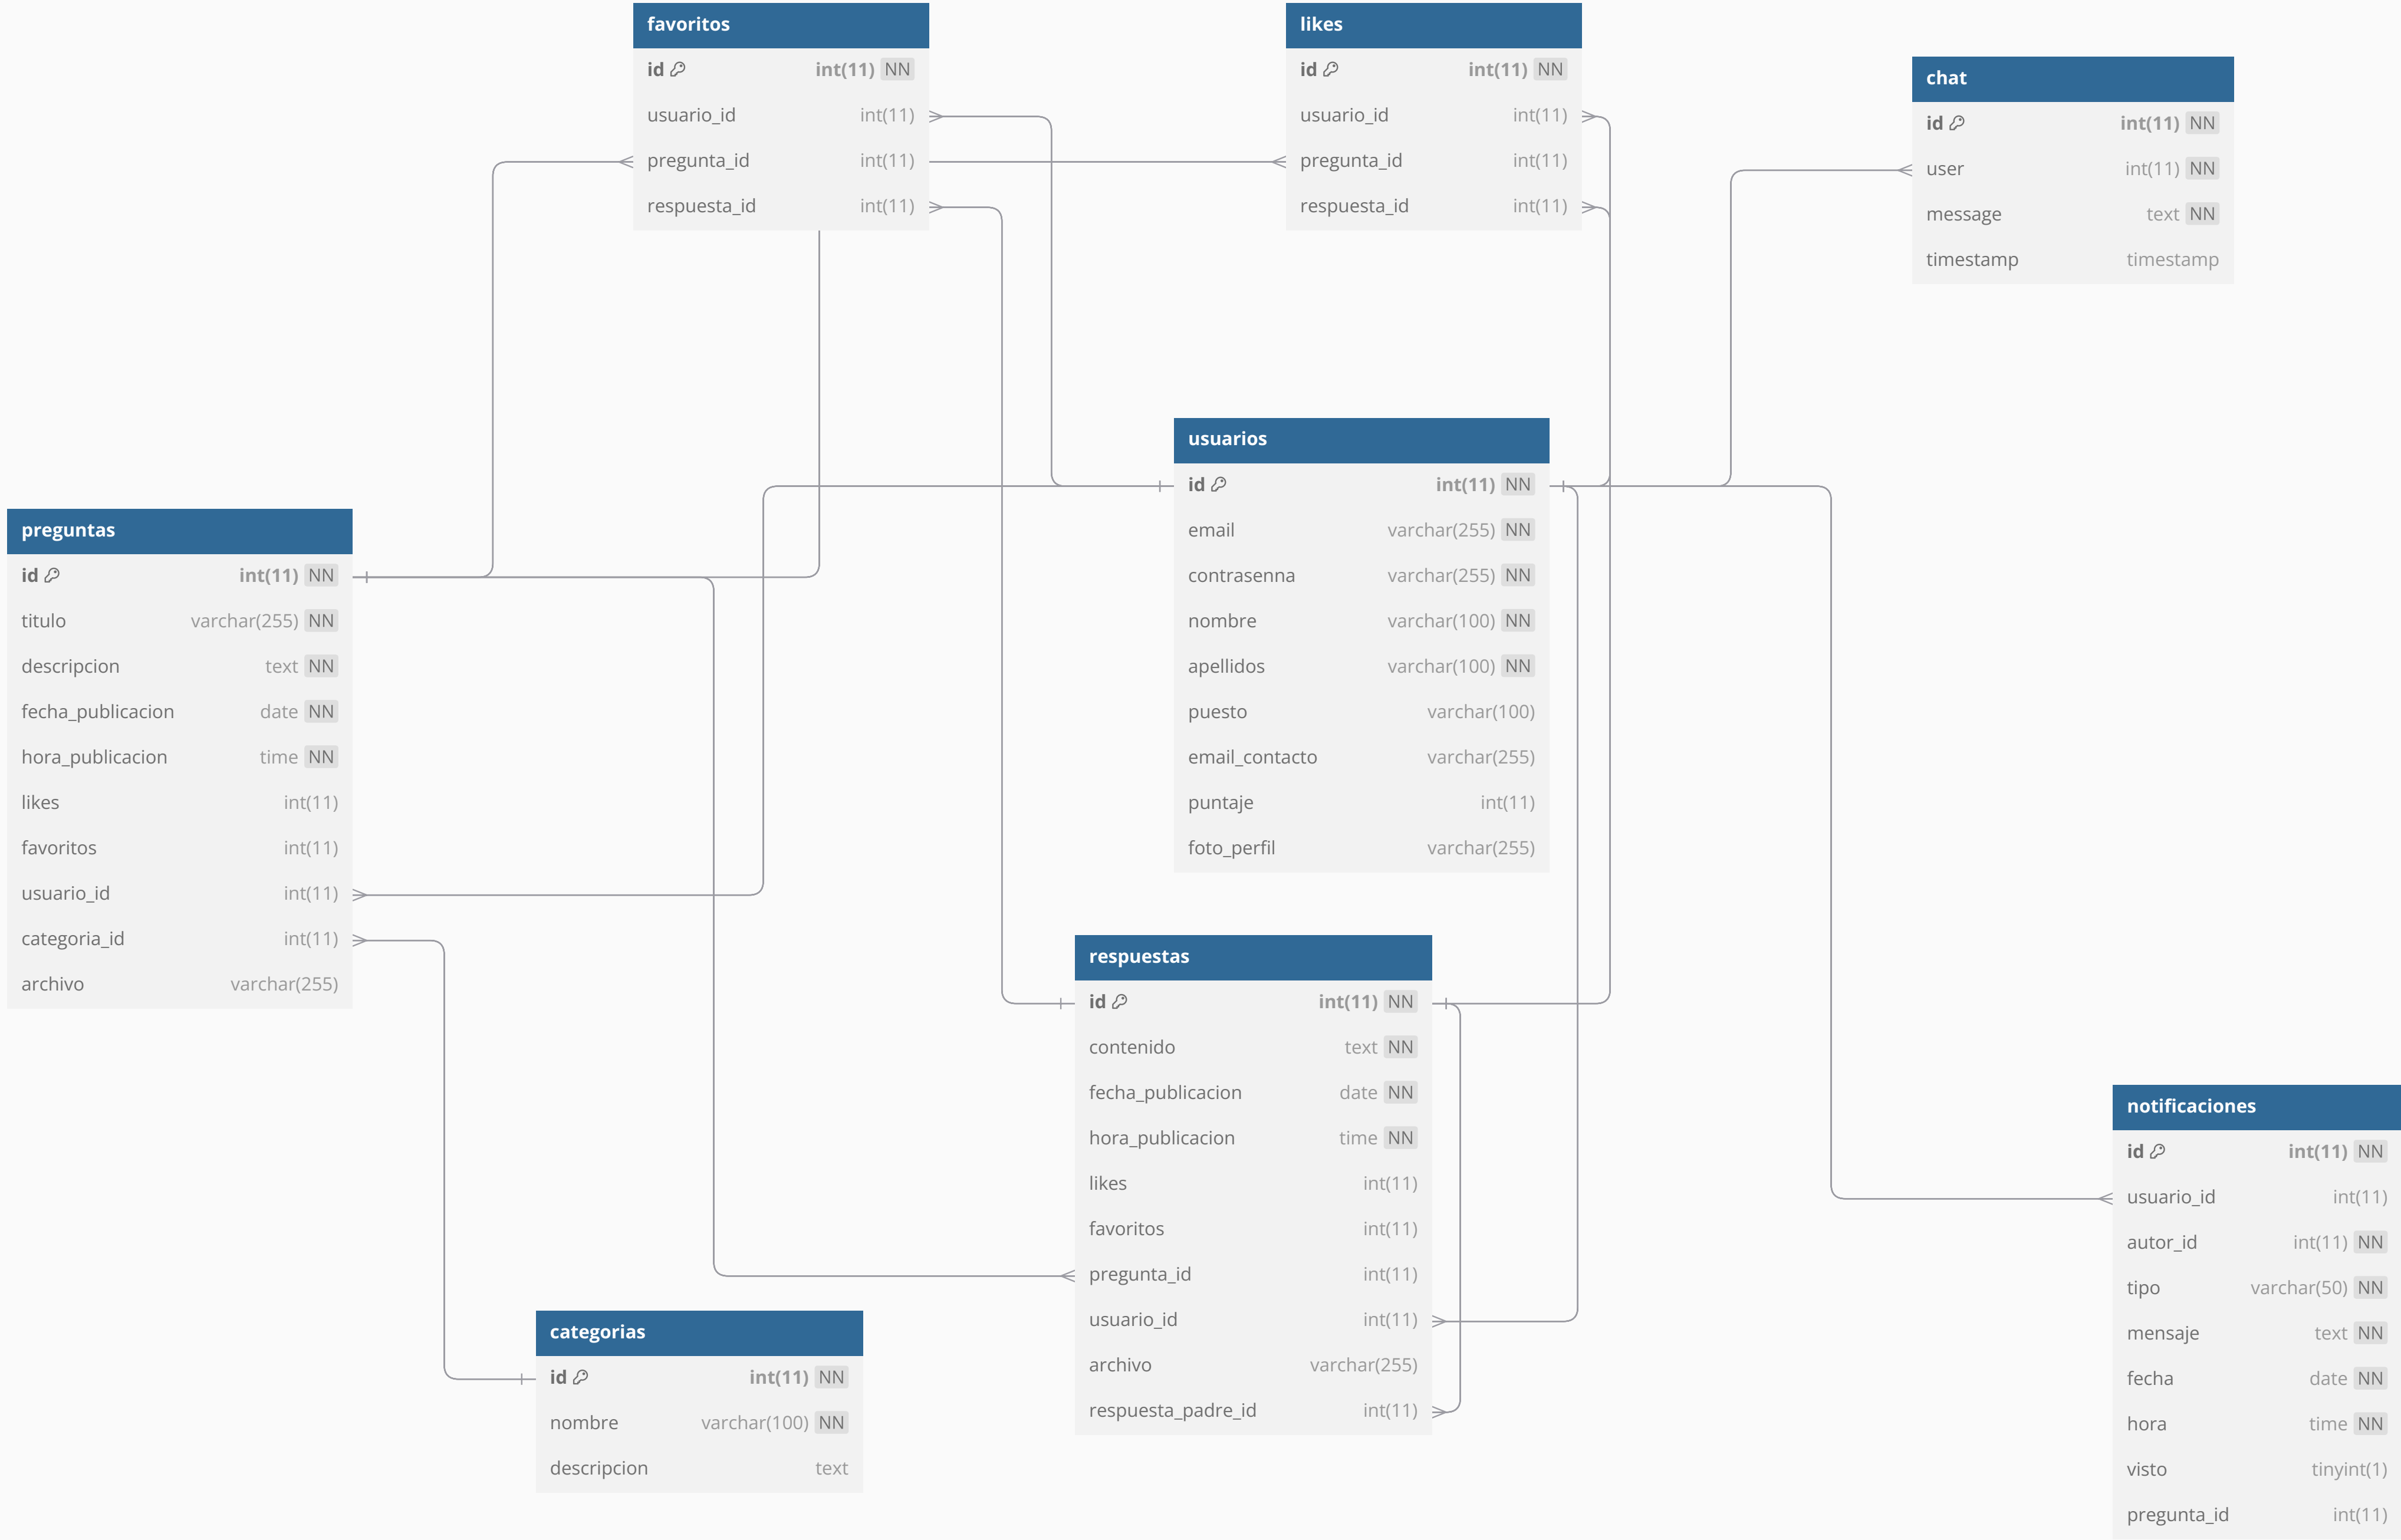 favoritos
id int(11) NN
usuario_id int(11)
pregunta_id int(11)
respuesta_id int(11)
likes
id int(11) NN
usuario_id int(11)
pregunta_id int(11)
respuesta_id int(11)
chat
id int(11) NN
user int(11) NN
message text NN
timestamp timestamp
usuarios
id int(11) NN
email varchar(255) NN
contrasenna varchar(255) NN
nombre varchar(100) NN
apellidos varchar(100) NN
puesto varchar(100)
email_contacto varchar(255)
puntaje int(11)
foto_perfil varchar(255)
preguntas
id int(11) NN
titulo varchar(255) NN
descripcion text NN
fecha_publicacion date NN
hora_publicacion time NN
likes int(11)
favoritos int(11)
usuario_id int(11)
categoria_id int(11)
archivo varchar(255)
respuestas
id int(11) NN
contenido text NN
fecha_publicacion date NN
hora_publicacion time NN
likes int(11)
favoritos int(11)
pregunta_id int(11)
usuario_id int(11)
archivo varchar(255)
respuesta_padre_id int(11)
notificaciones
id int(11) NN
usuario_id int(11)
autor_id int(11) NN
tipo varchar(50) NN
mensaje text NN
fecha date NN
hora time NN
visto tinyint(1)
pregunta_id int(11)
categorias
id int(11) NN
nombre varchar(100) NN
descripcion text